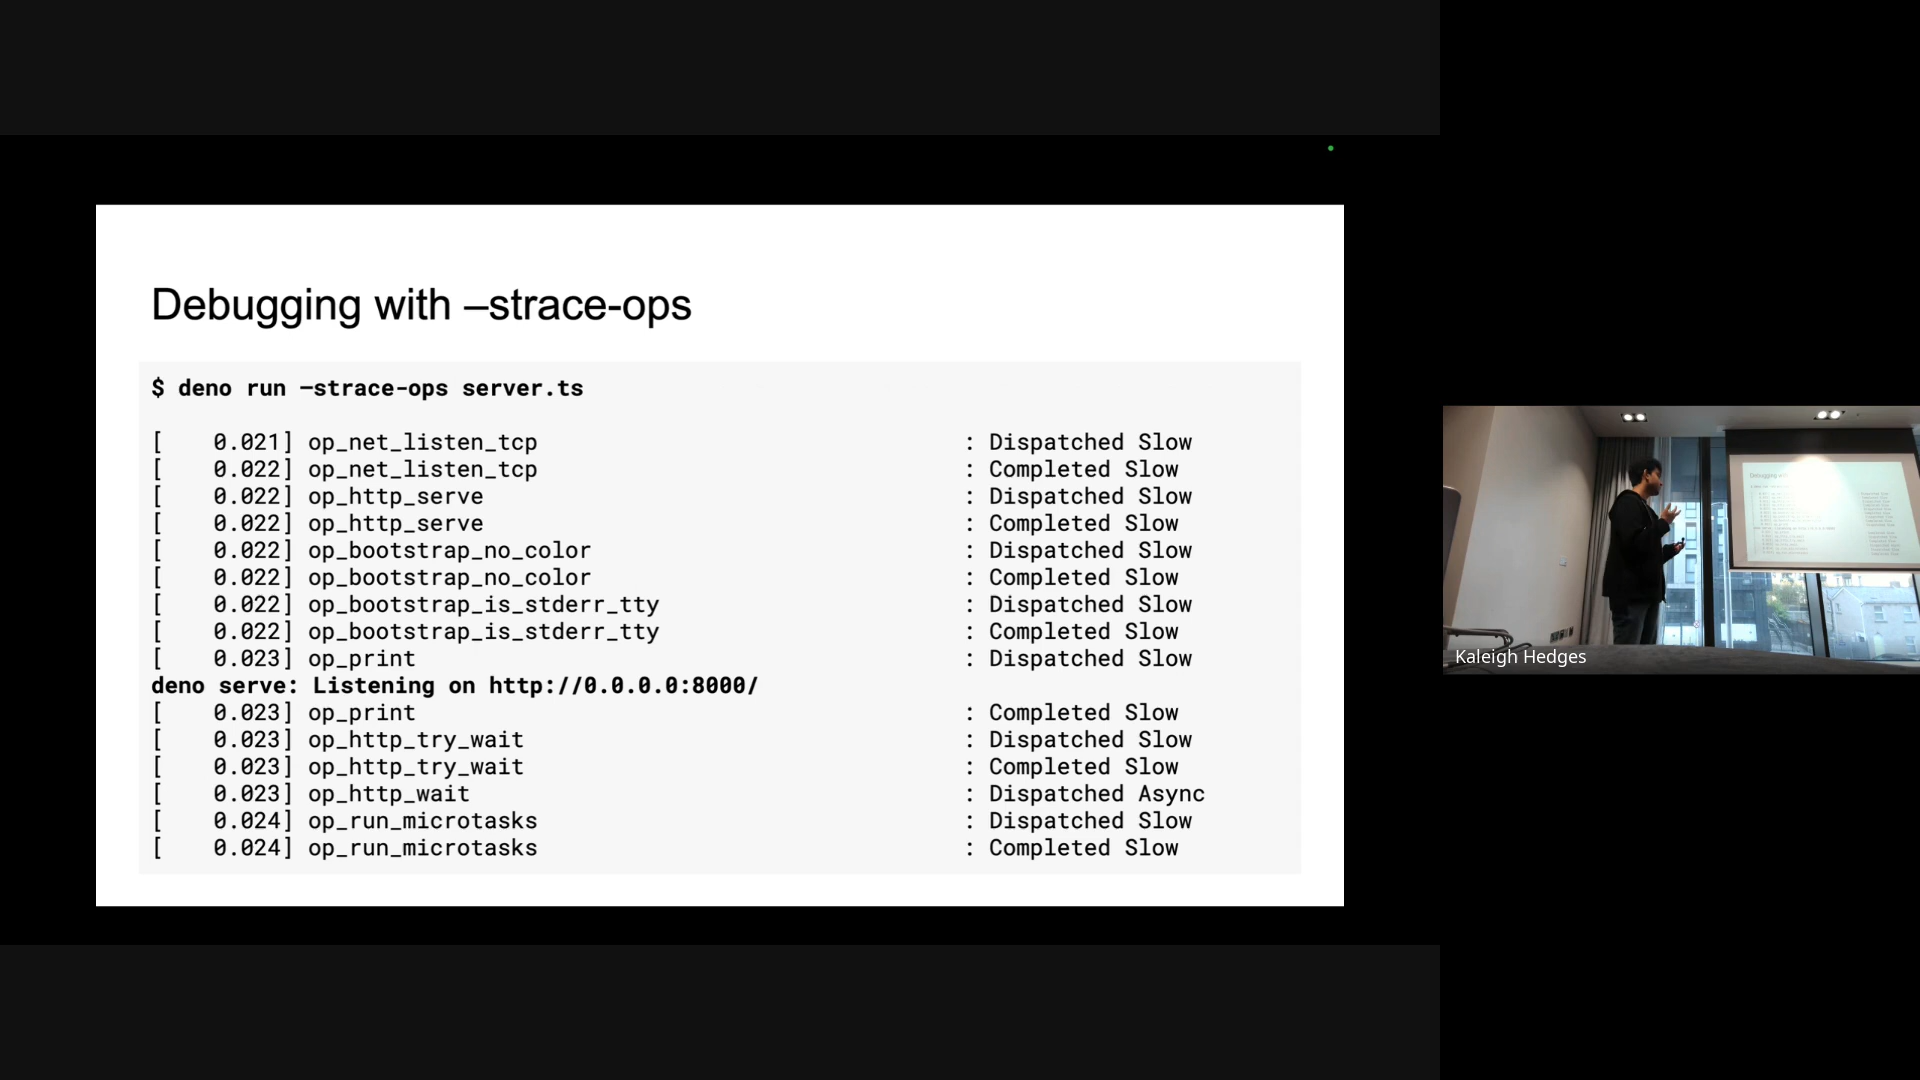 Debugging with –strace-ops
$ deno run –strace-ops server.ts
[    0.021] op_net_listen_tcp                                : Dispatched Slow
[    0.022] op_net_listen_tcp                                : Completed Slow
[    0.022] op_http_serve                                    : Dispatched Slow
[    0.022] op_http_serve                                    : Completed Slow
[    0.022] op_bootstrap_no_color                            : Dispatched Slow
[    0.022] op_bootstrap_no_color                            : Completed Slow
[    0.022] op_bootstrap_is_stderr_tty                       : Dispatched Slow
[    0.022] op_bootstrap_is_stderr_tty                       : Completed Slow
[    0.023] op_print                                         : Dispatched Slow
deno serve: Listening on http://0.0.0.0:8000/
[    0.023] op_print                                         : Completed Slow
[    0.023] op_http_try_wait                                 : Dispatched Slow
[    0.023] op_http_try_wait                                 : Completed Slow
[    0.023] op_http_wait                                     : Dispatched Async
[    0.024] op_run_microtasks                                : Dispatched Slow
[    0.024] op_run_microtasks                                : Completed Slow
Kaleigh Hedges